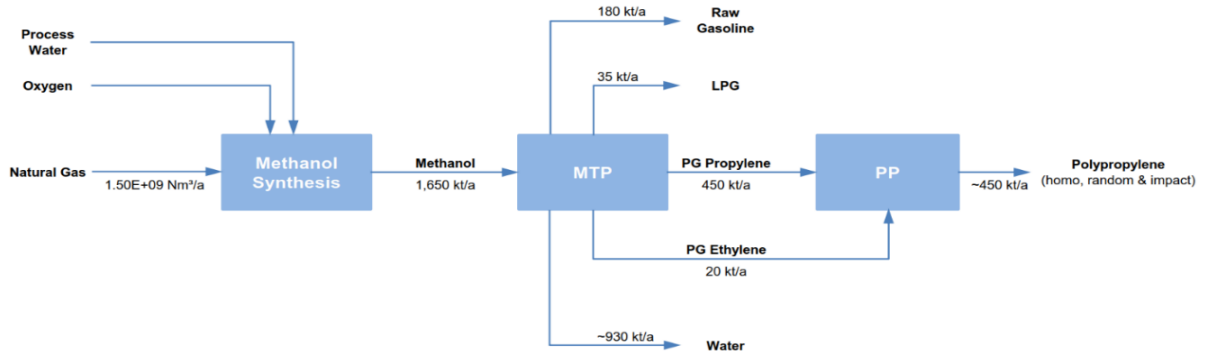 180 kt/a
Raw
Gasoline
Process
Water
Oxygen
35 kt/a
LPG
Natural Gas
1.50E+09 Nm³/a
Methanol
Synthesis
Methanol
1,650 kt/a
MTP
PG Propylene
450 kt/a
PP
~450 kt/a
Polypropylene
(homo, random & impact)
PG Ethylene
20 kt/a
~930 kt/a
Water